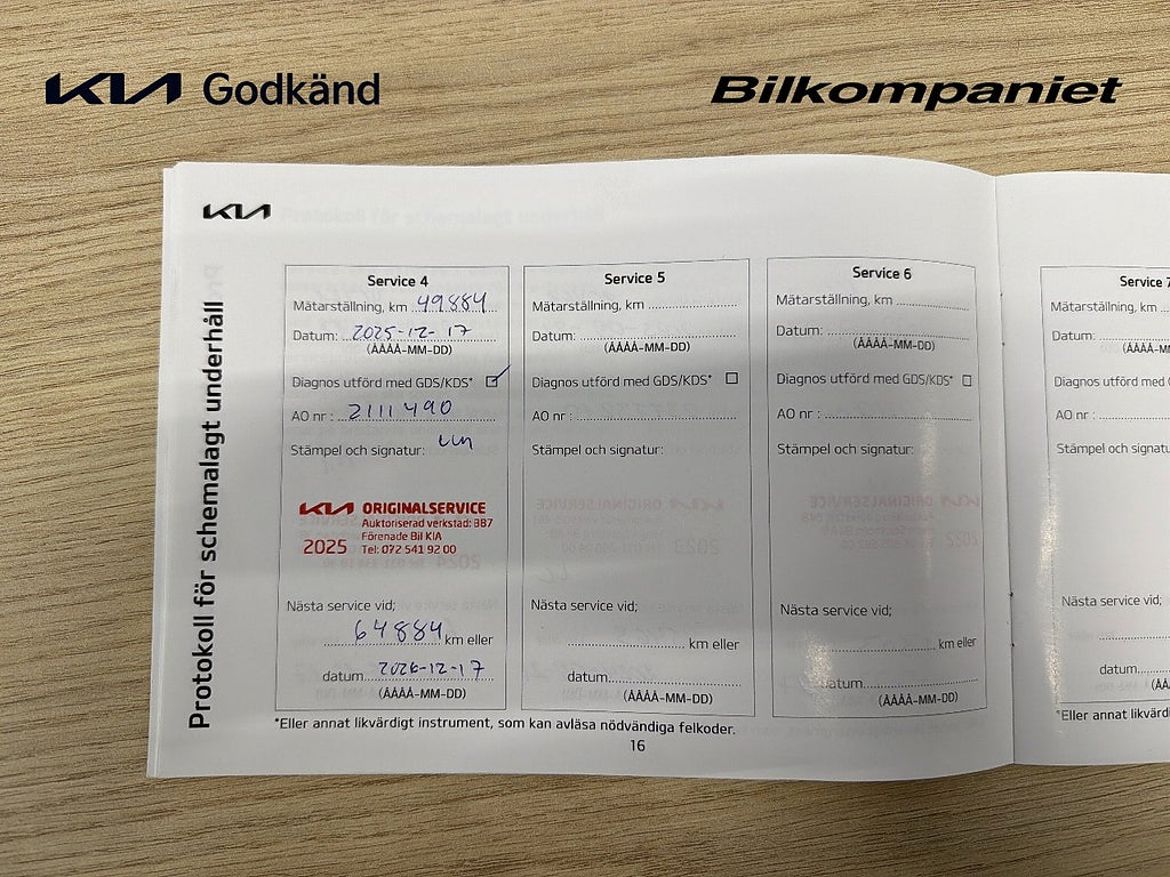 KIA Godkänd
Bilkompaniet
KIA
Protokoll för schemalagt underhåll
Service 4
Mätarställning, km 49884
Datum: 2025-12-17
(ÅÅÅÅ-MM-DD)
Diagnos utförd med GDS/KDS*
AO nr : 2111490
Stämpel och signatur:
KIA ORIGINALSERVICE
Auktoriserad verkstad: 3B7
Förenade Bil KIA
2025 Tel: 072 541 92 00
Nästa service vid;
64884 km eller
datum 2026-12-17
(ÅÅÅÅ-MM-DD)
Service 5
Mätarställning, km
Datum:
(ÅÅÅÅ-MM-DD)
Diagnos utförd med GDS/KDS*
AO nr :
Stämpel och signatur:
Nästa service vid;
km eller
datum
(ÅÅÅÅ-MM-DD)
Service 6
Mätarställning, km
Datum:
(ÅÅÅÅ-MM-DD)
Diagnos utförd med GDS/KDS*
AO nr :
Stämpel och signatur:
Nästa service vid;
km eller
datum
(ÅÅÅÅ-MM-DD)
*Eller annat likvärdigt instrument, som kan avläsa nödvändiga felkoder.
16
Service 7
Mätarställning, km
Datum:
(ÅÅÅÅ-MM
Diagnos utförd med G
AO nr :
Stämpel och signatu
Nästa service vid;
datum
(ÅÅ
*Eller annat likvärdi